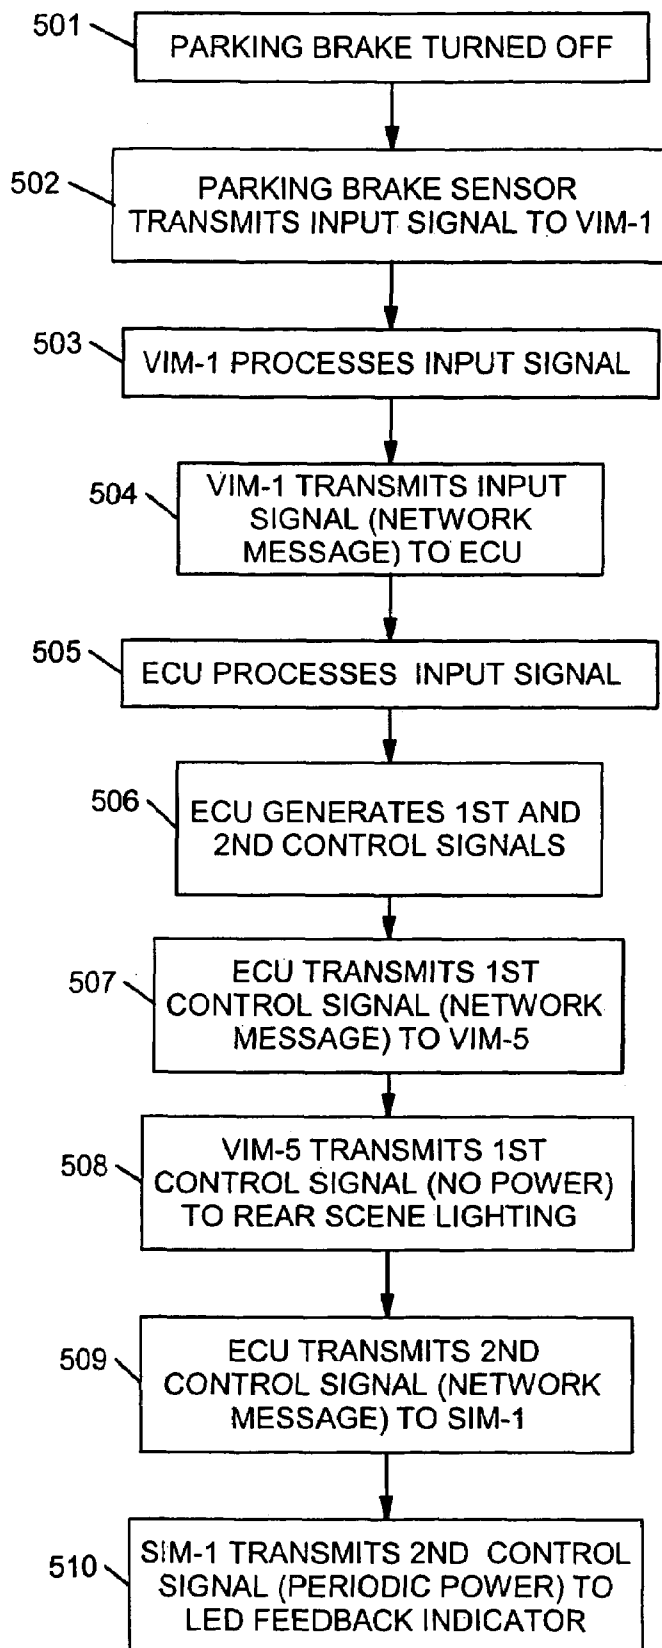 501
PARKING BRAKE TURNED OFF
502
PARKING BRAKE SENSOR
TRANSMITS INPUT SIGNAL TO VIM-1
503
VIM-1 PROCESSES INPUT SIGNAL
504
VIM-1 TRANSMITS INPUT
SIGNAL (NETWORK
MESSAGE) TO ECU
505
ECU PROCESSES INPUT SIGNAL
506
ECU GENERATES 1ST AND
2ND CONTROL SIGNALS
507
ECU TRANSMITS 1ST
CONTROL SIGNAL (NETWORK
MESSAGE) TO VIM-5
508
VIM-5 TRANSMITS 1ST
CONTROL SIGNAL (NO POWER)
TO REAR SCENE LIGHTING
509
ECU TRANSMITS 2ND
CONTROL SIGNAL (NETWORK
MESSAGE) TO SIM-1
510
SIM-1 TRANSMITS 2ND CONTROL
SIGNAL (PERIODIC POWER) TO
LED FEEDBACK INDICATOR